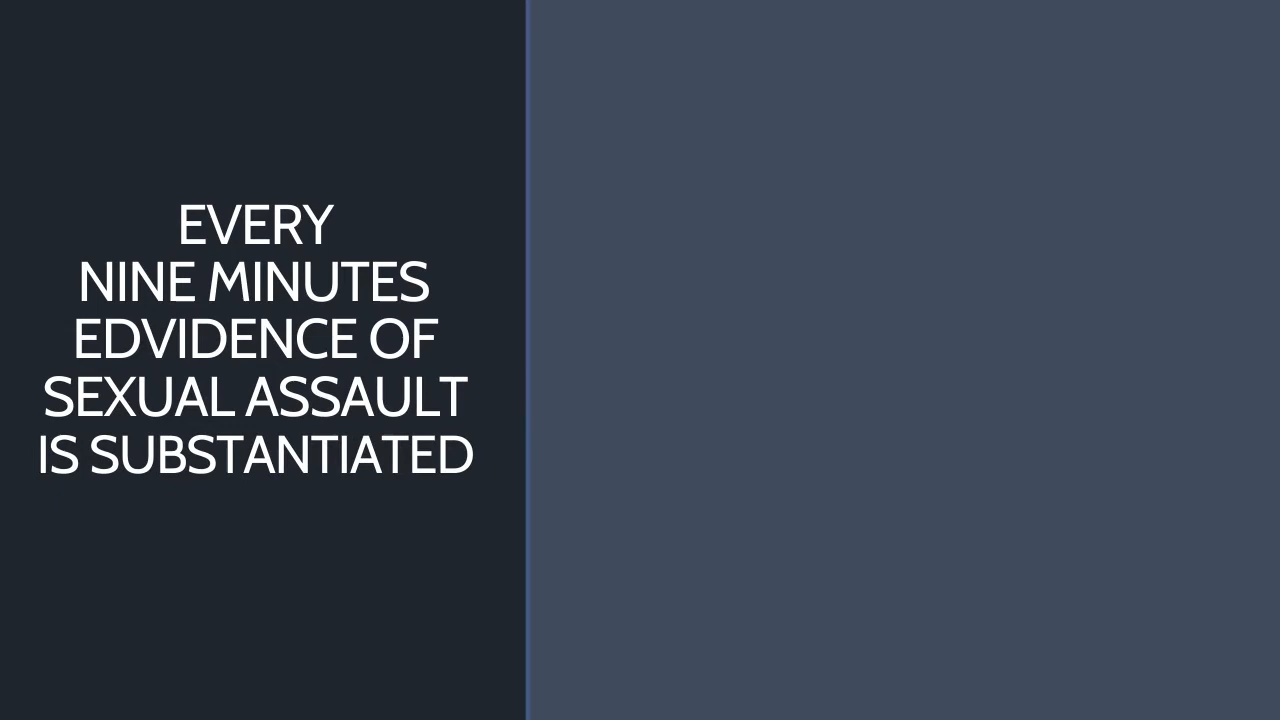 EVERY
NINE MINUTES
EDVIDENCE OF
SEXUAL ASSAULT
IS SUBSTANTIATED